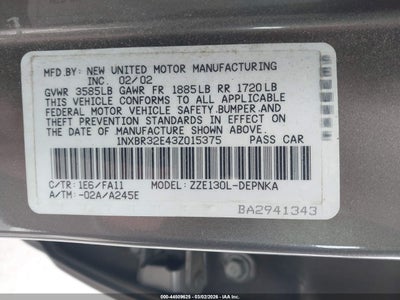 MFD.BY: NEW UNITED MOTOR MANUFACTURING
INC. 02/02
GVWR 3585LB GAWR FR 1885LB RR 1720LB
THIS VEHICLE CONFORMS TO ALL APPLICABLE
FEDERAL MOTOR VEHICLE SAFETY.BUMPER.AND
THEFT PREVENTION STANDARDS IN EFFECT ON
THE DATE OF MANUFACTURE SHOWN ABOVE.
1NXBR32E43Z015375 PASS CAR
C/TR: 1E6/FA11 MODEL: ZZE130L-DEPNKA
A/TM: -02A/A245E
BA2941343
000-44509625 - 03/02/2026 - IAAI.COM